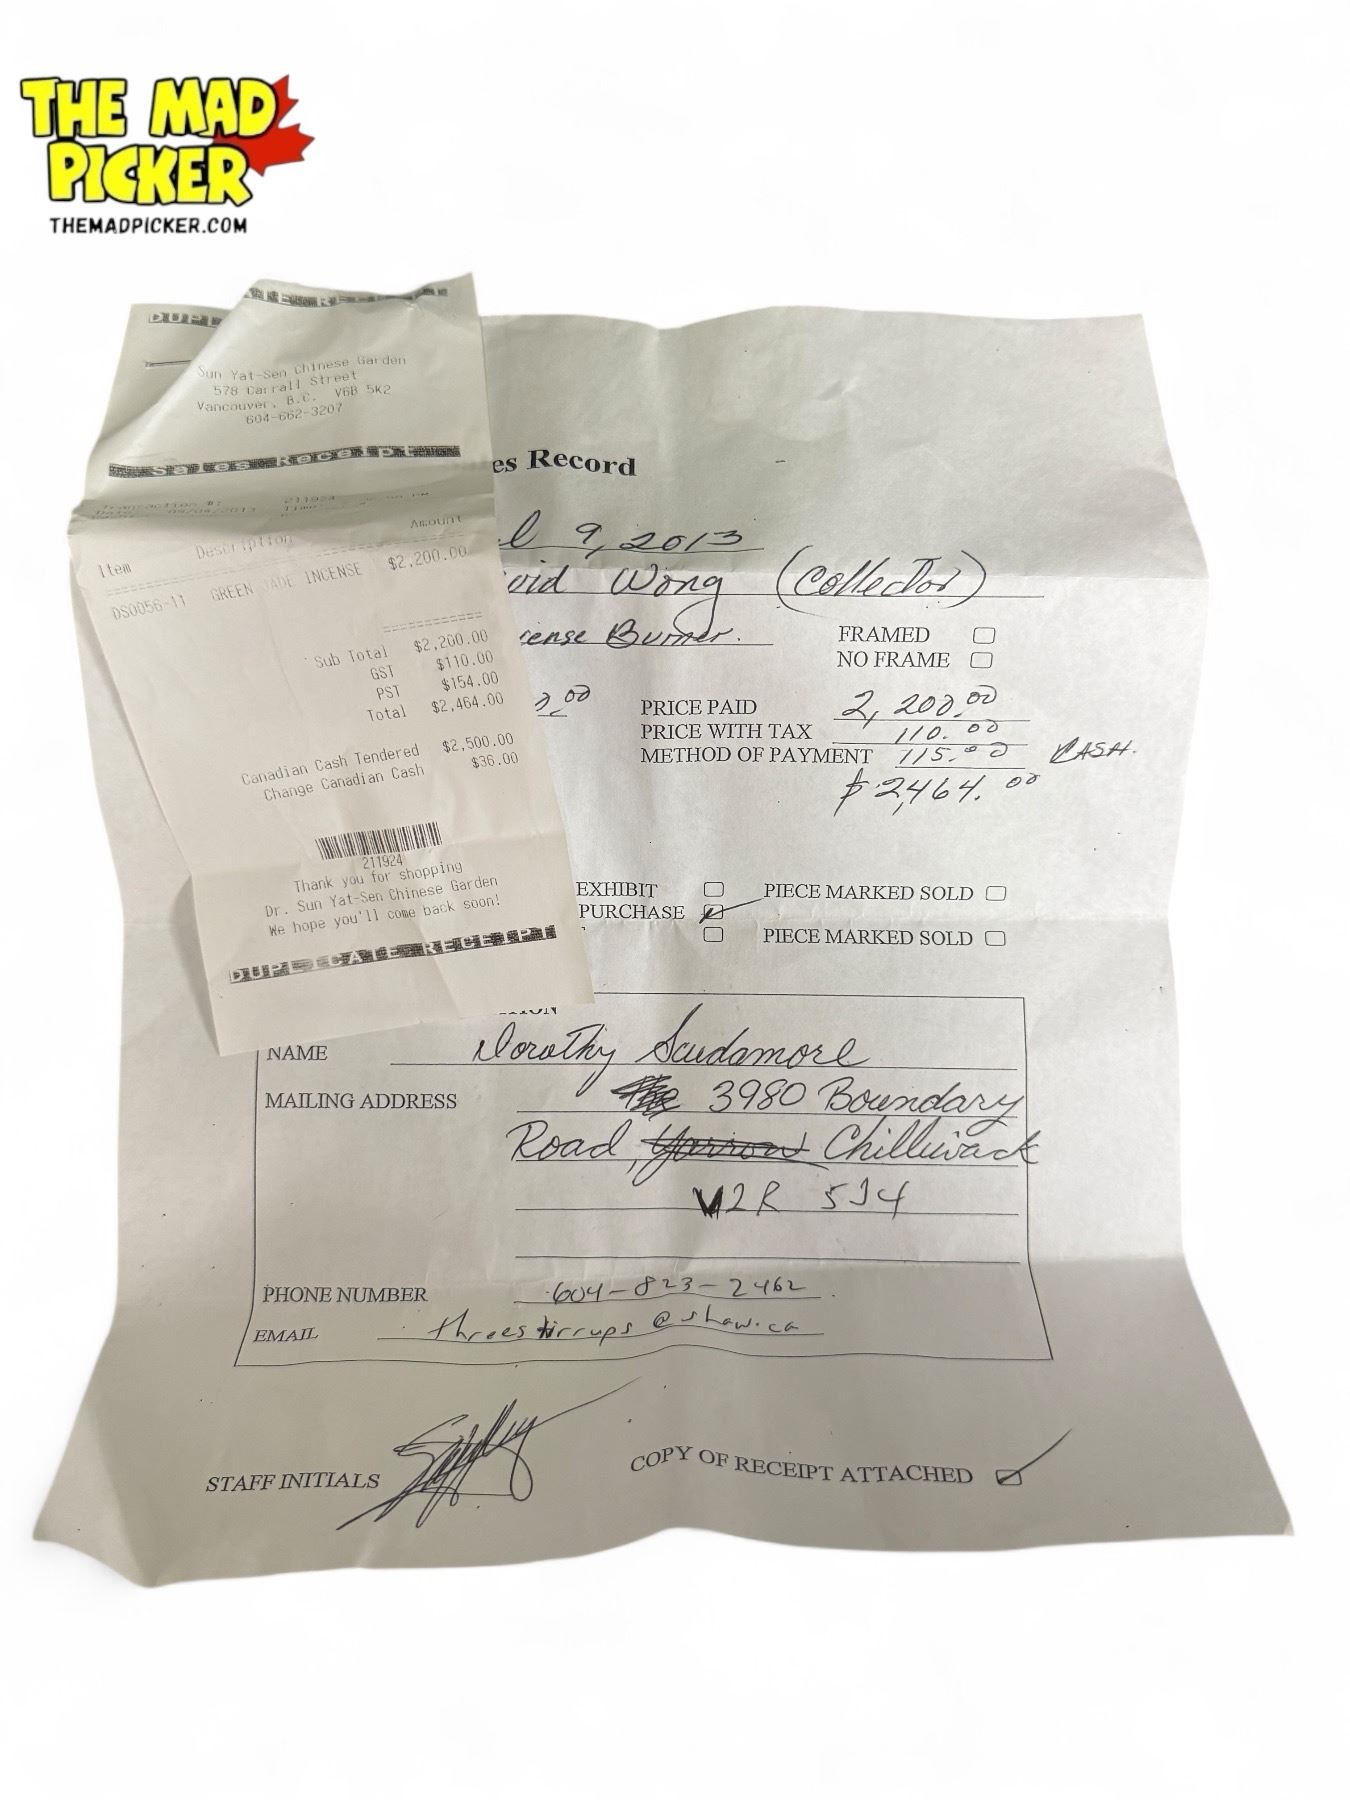 THE MAD
PICKER
THEMADPICKER.COM
Sun Yat-Sen Chinese Garden
578 Carrall Street
Vancouver, B.C. V6B 5K2
604-662-3207
Sales Receipt
Transaction #: 211924
Item Description Amount
DS0056-11 GREEN JADE INCENSE $2,200.00
Sub Total $2,200.00
GST $110.00
PST $154.00
Total $2,464.00
Canadian Cash Tendered $2,500.00
Change Canadian Cash $36.00
211924
Thank you for shopping
Dr. Sun Yat-Sen Chinese Garden
We hope you'll come back soon!
DUPLICATE RECEIPT
es Record
l 9, 2013
vid Wong (Collector)
cense Burner.
FRAMED
NO FRAME
PRICE PAID 2,200.00
PRICE WITH TAX 110.00
METHOD OF PAYMENT 115.00 CASH.
$2,464.00
EXHIBIT PIECE MARKED SOLD
PURCHASE
PIECE MARKED SOLD
NAME Dorothy Scudamore
MAILING ADDRESS 3980 Boundary
Road, Yarrow Chilliwack
V2R 5J4
PHONE NUMBER 604-823-2462
EMAIL threestirrups@shaw.ca
STAFF INITIALS
COPY OF RECEIPT ATTACHED